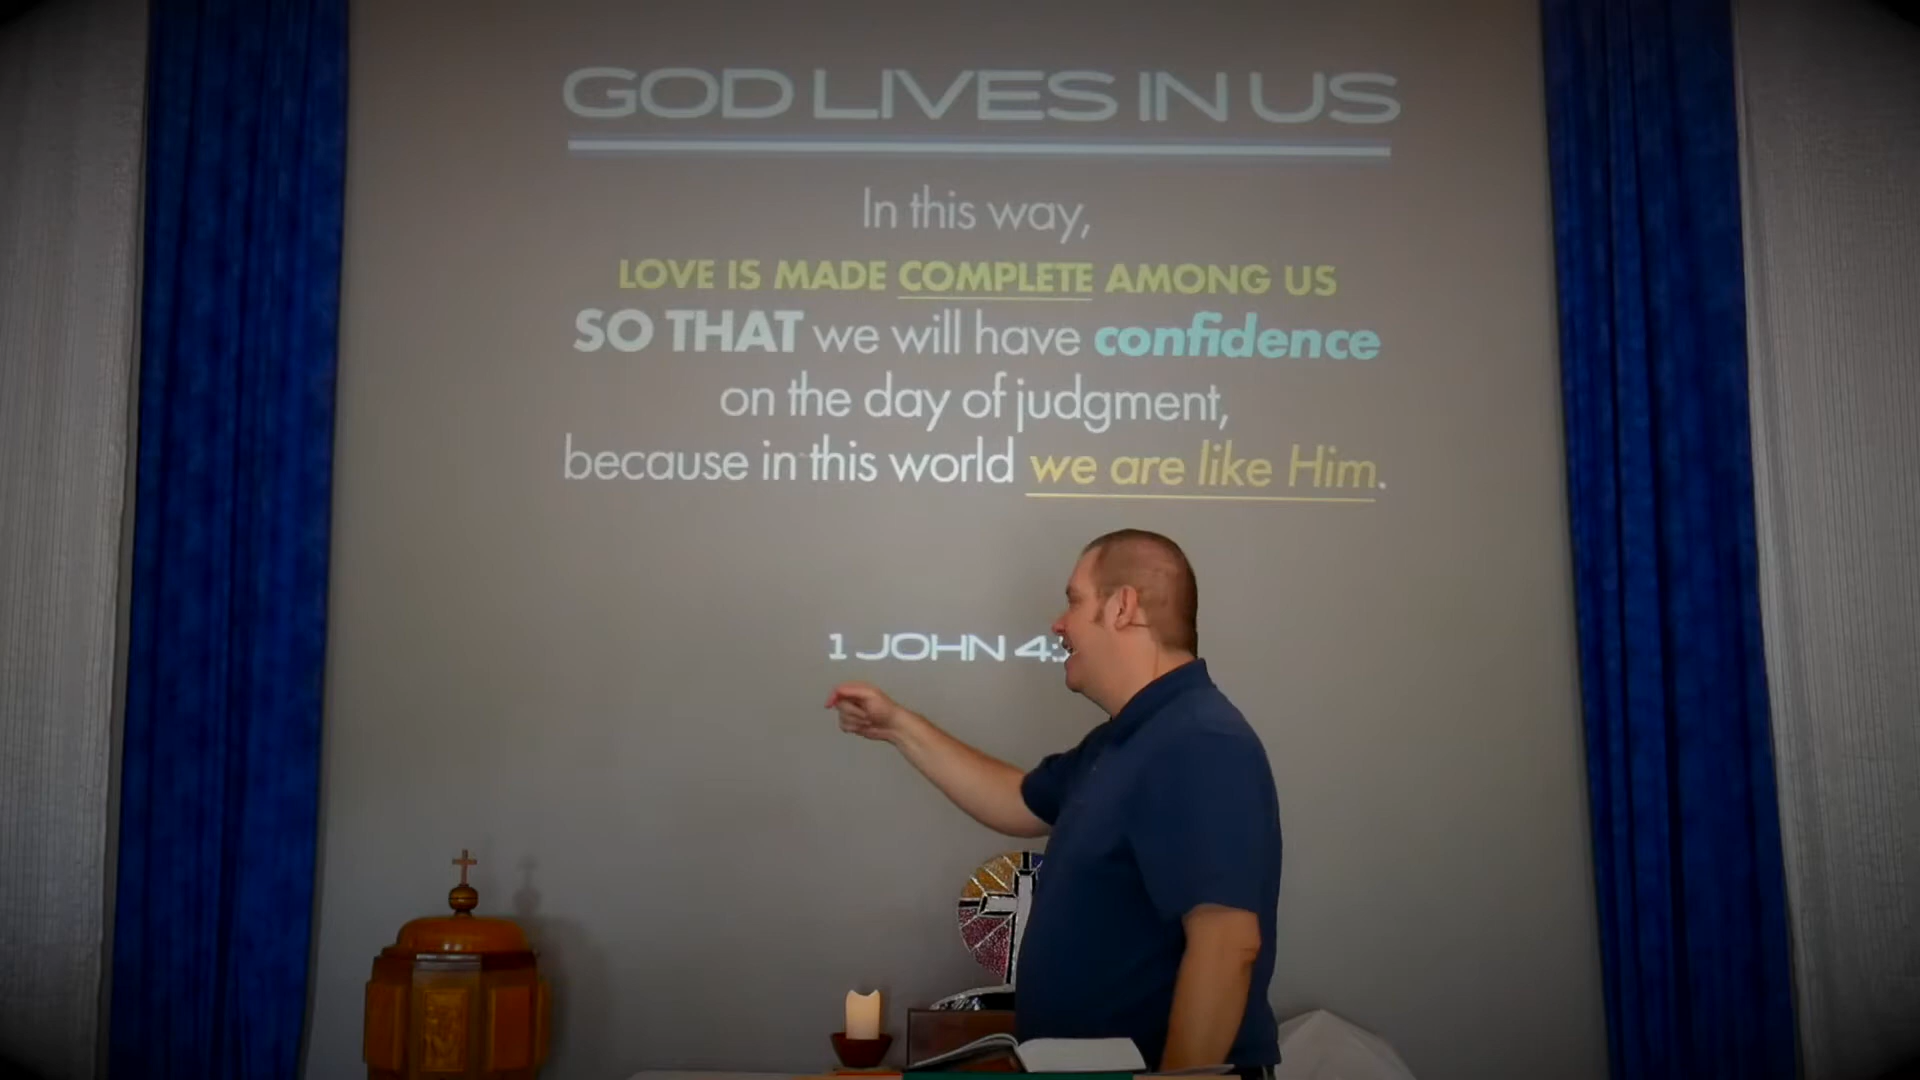 GOD LIVES IN US
In this way,
LOVE IS MADE COMPLETE AMONG US
SO THAT we will have confidence
on the day of judgment,
because in this world we are like Him.
1 JOHN 4: